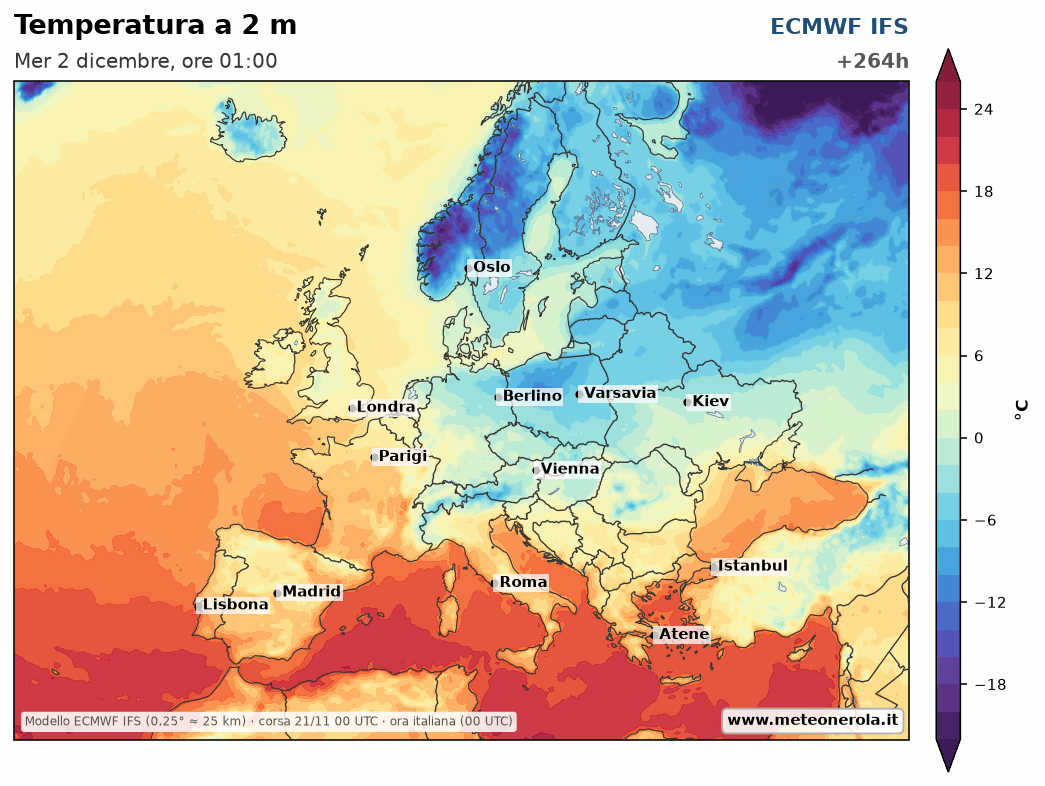 Temperatura a 2 m
ECMWF IFS
Mer 2 dicembre, ore 01:00
+264h
24
18
12
6
0
−6
−12
−18
°C
Oslo
Berlino
Varsavia
Kiev
Londra
Parigi
Vienna
Istanbul
Roma
Madrid
Lisbona
Atene
Modello ECMWF IFS (0,25° ≈ 25 km) · corsa 21/11 00 UTC · ora italiana (00 UTC)
www.meteonerola.it